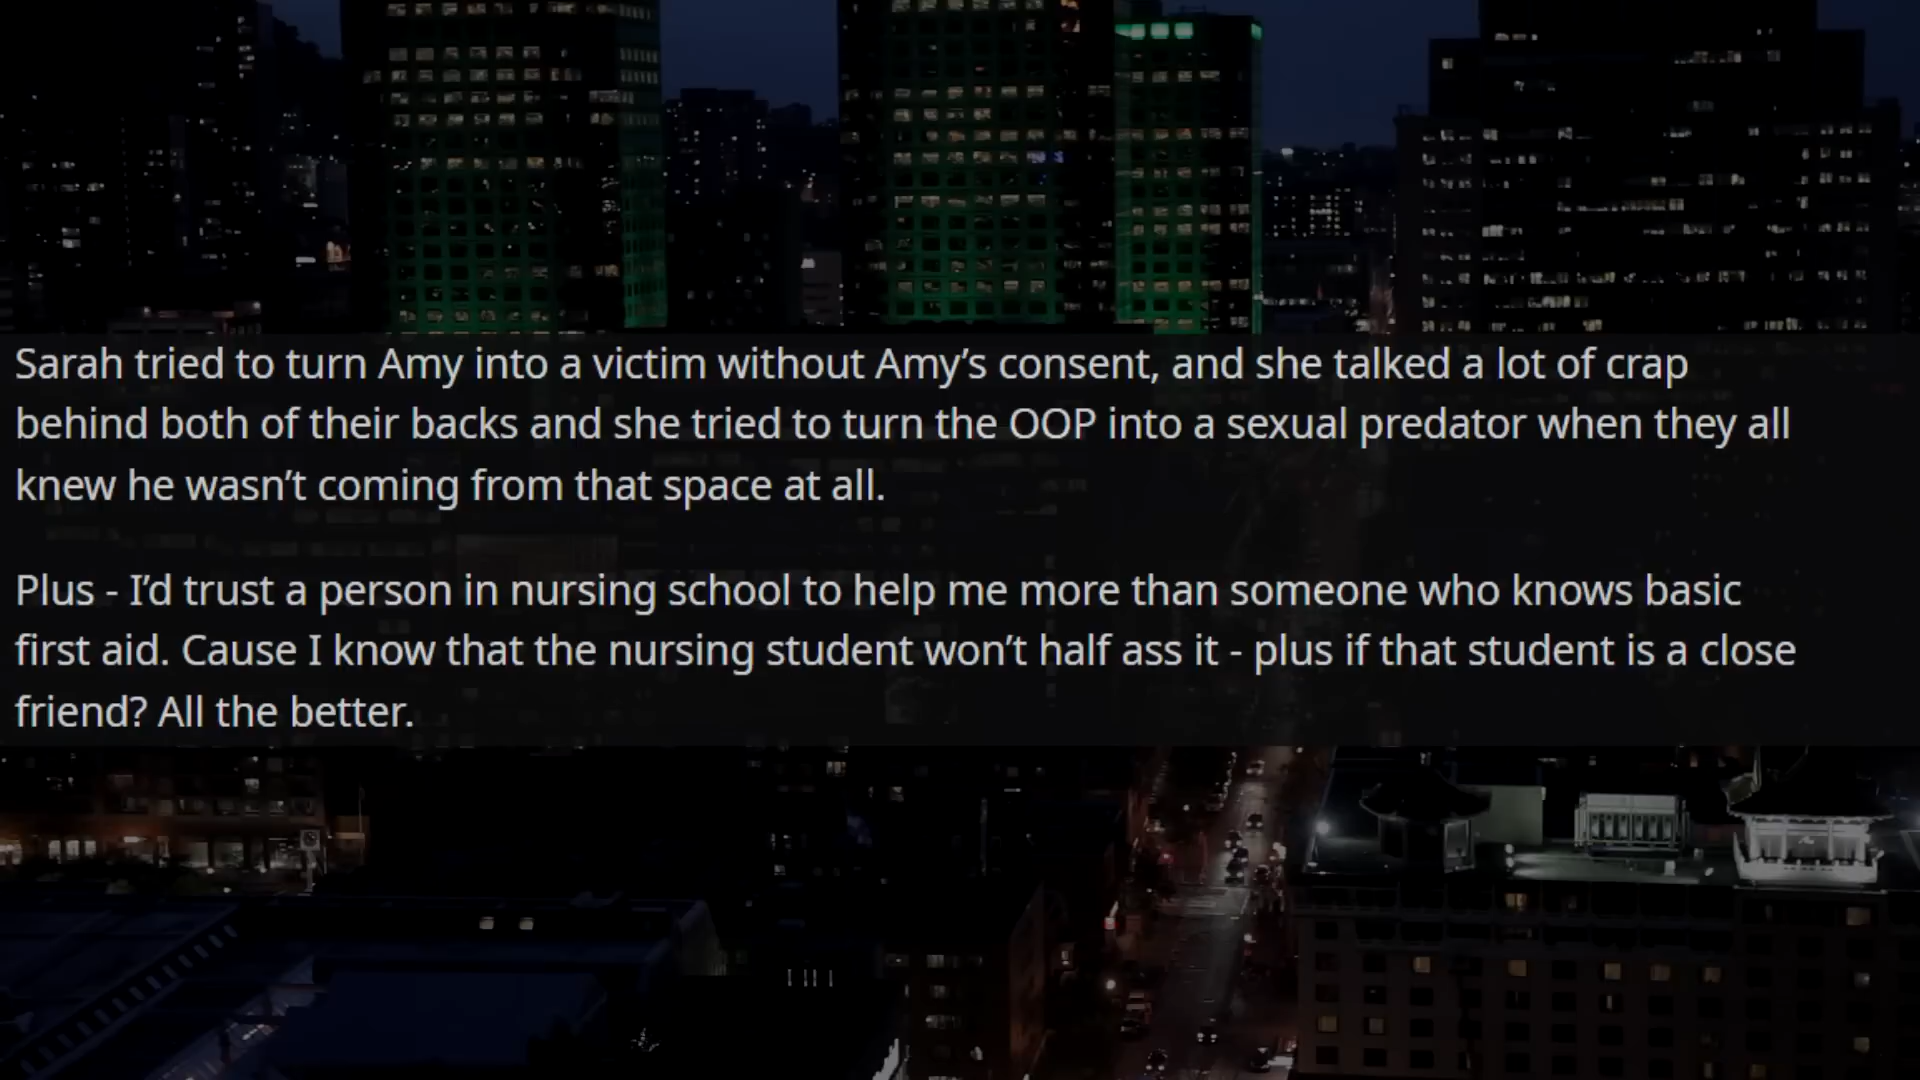 Sarah tried to turn Amy into a victim without Amy’s consent, and she talked a lot of crap
behind both of their backs and she tried to turn the OOP into a sexual predator when they all
knew he wasn’t coming from that space at all.
Plus - I’d trust a person in nursing school to help me more than someone who knows basic
first aid. Cause I know that the nursing student won’t half ass it - plus if that student is a close
friend? All the better.